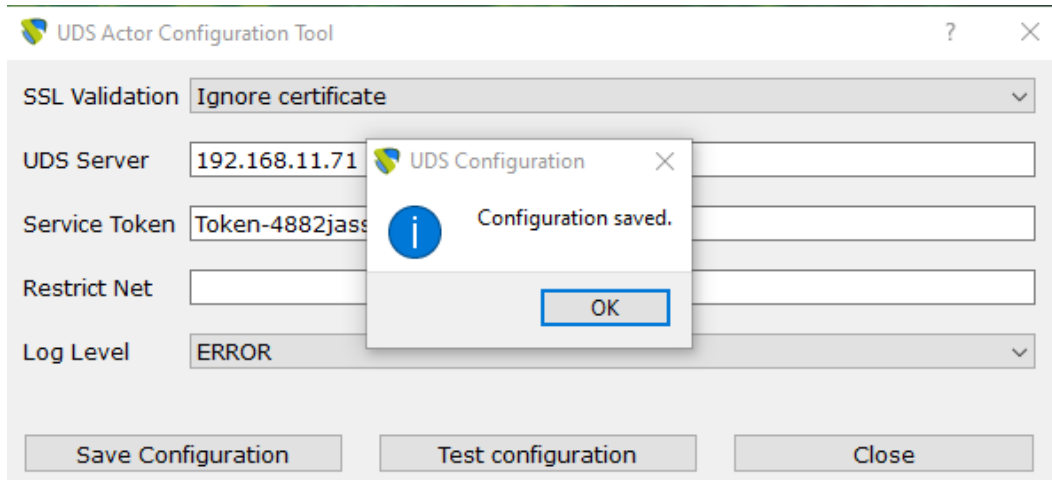 UDS Actor Configuration Tool
SSL Validation Ignore certificate
UDS Server 192.168.11.71
UDS Configuration
Configuration saved.
OK
Service Token Token-4882jass
Restrict Net
Log Level ERROR
Save Configuration Test configuration Close